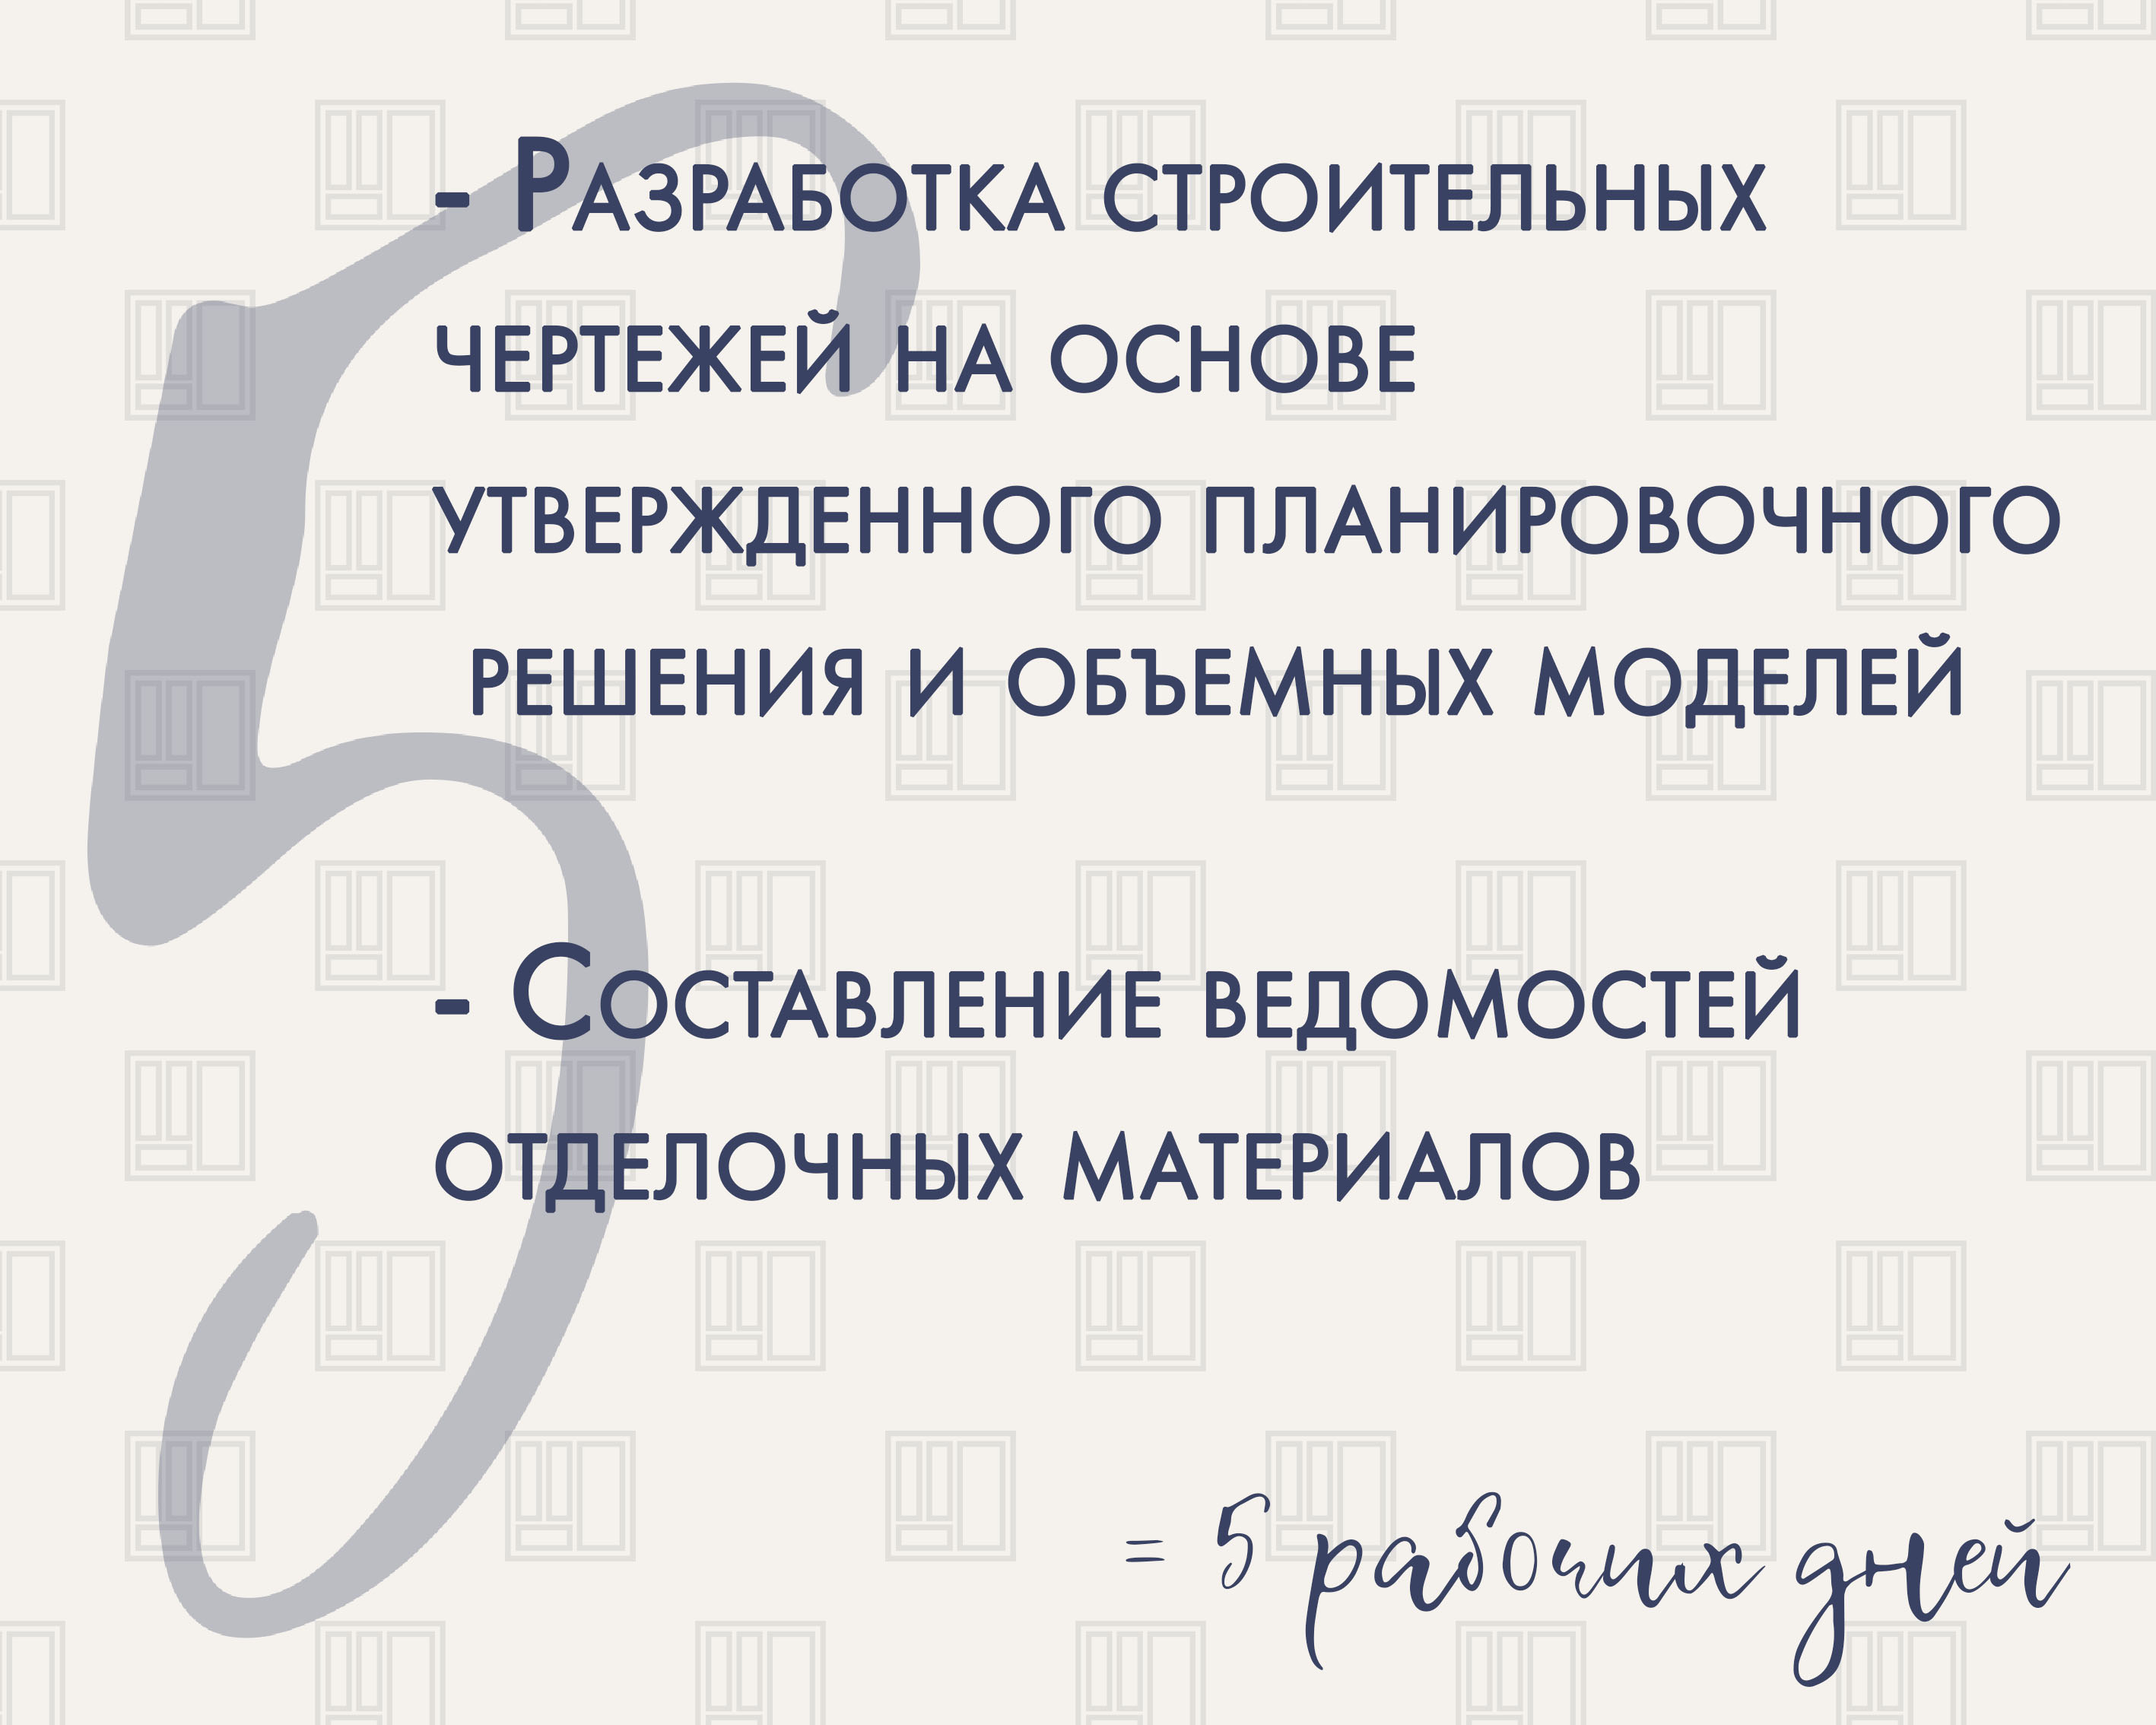 5
- Разработка строительных
чертежей на основе
утвержденного планировочного
решения и объемных моделей
- Составление ведомостей
отделочных материалов
= 5 рабочих дней